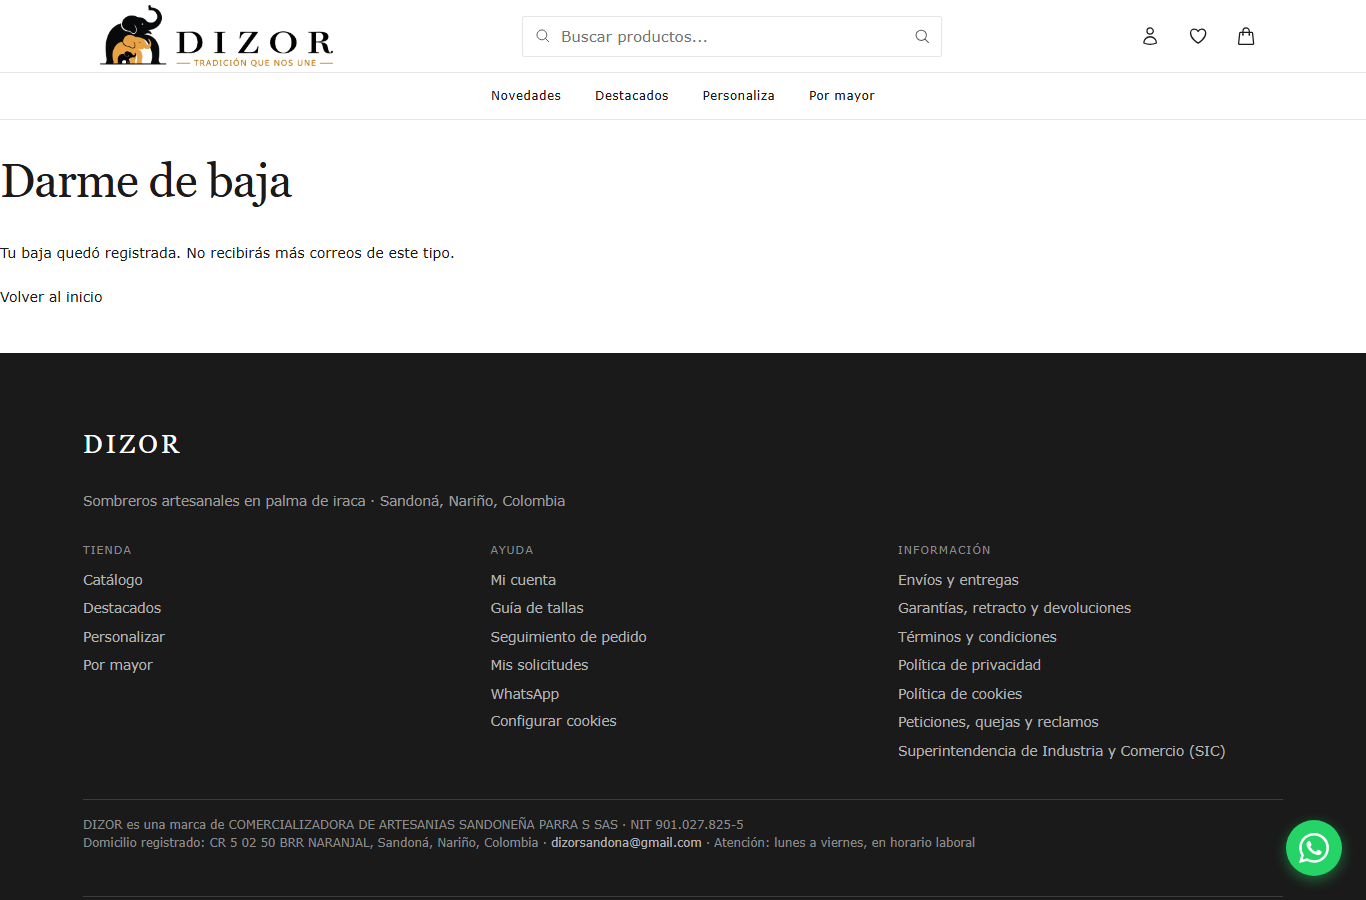 DIZOR
TRADICIÓN QUE NOS UNE
Buscar productos...
Novedades
Destacados
Personaliza
Por mayor
Darme de baja
Tu baja quedó registrada. No recibirás más correos de este tipo.
Volver al inicio
DIZOR
Sombreros artesanales en palma de iraca · Sandoná, Nariño, Colombia
TIENDA
Catálogo
Destacados
Personalizar
Por mayor
AYUDA
Mi cuenta
Guía de tallas
Seguimiento de pedido
Mis solicitudes
WhatsApp
Configurar cookies
INFORMACIÓN
Envíos y entregas
Garantías, retracto y devoluciones
Términos y condiciones
Política de privacidad
Política de cookies
Peticiones, quejas y reclamos
Superintendencia de Industria y Comercio (SIC)
DIZOR es una marca de COMERCIALIZADORA DE ARTESANIAS SANDONEÑA PARRA S SAS · NIT 901.027.825-5
Domicilio registrado: CR 5 02 50 BRR NARANJAL, Sandoná, Nariño, Colombia · dizorsandona@gmail.com · Atención: lunes a viernes, en horario laboral